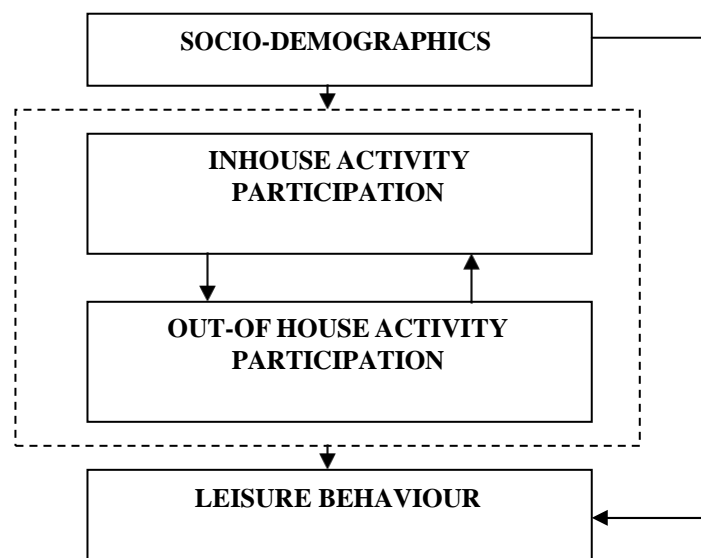 SOCIO-DEMOGRAPHICS
INHOUSE ACTIVITY
PARTICIPATION
OUT-OF HOUSE ACTIVITY
PARTICIPATION
LEISURE BEHAVIOUR